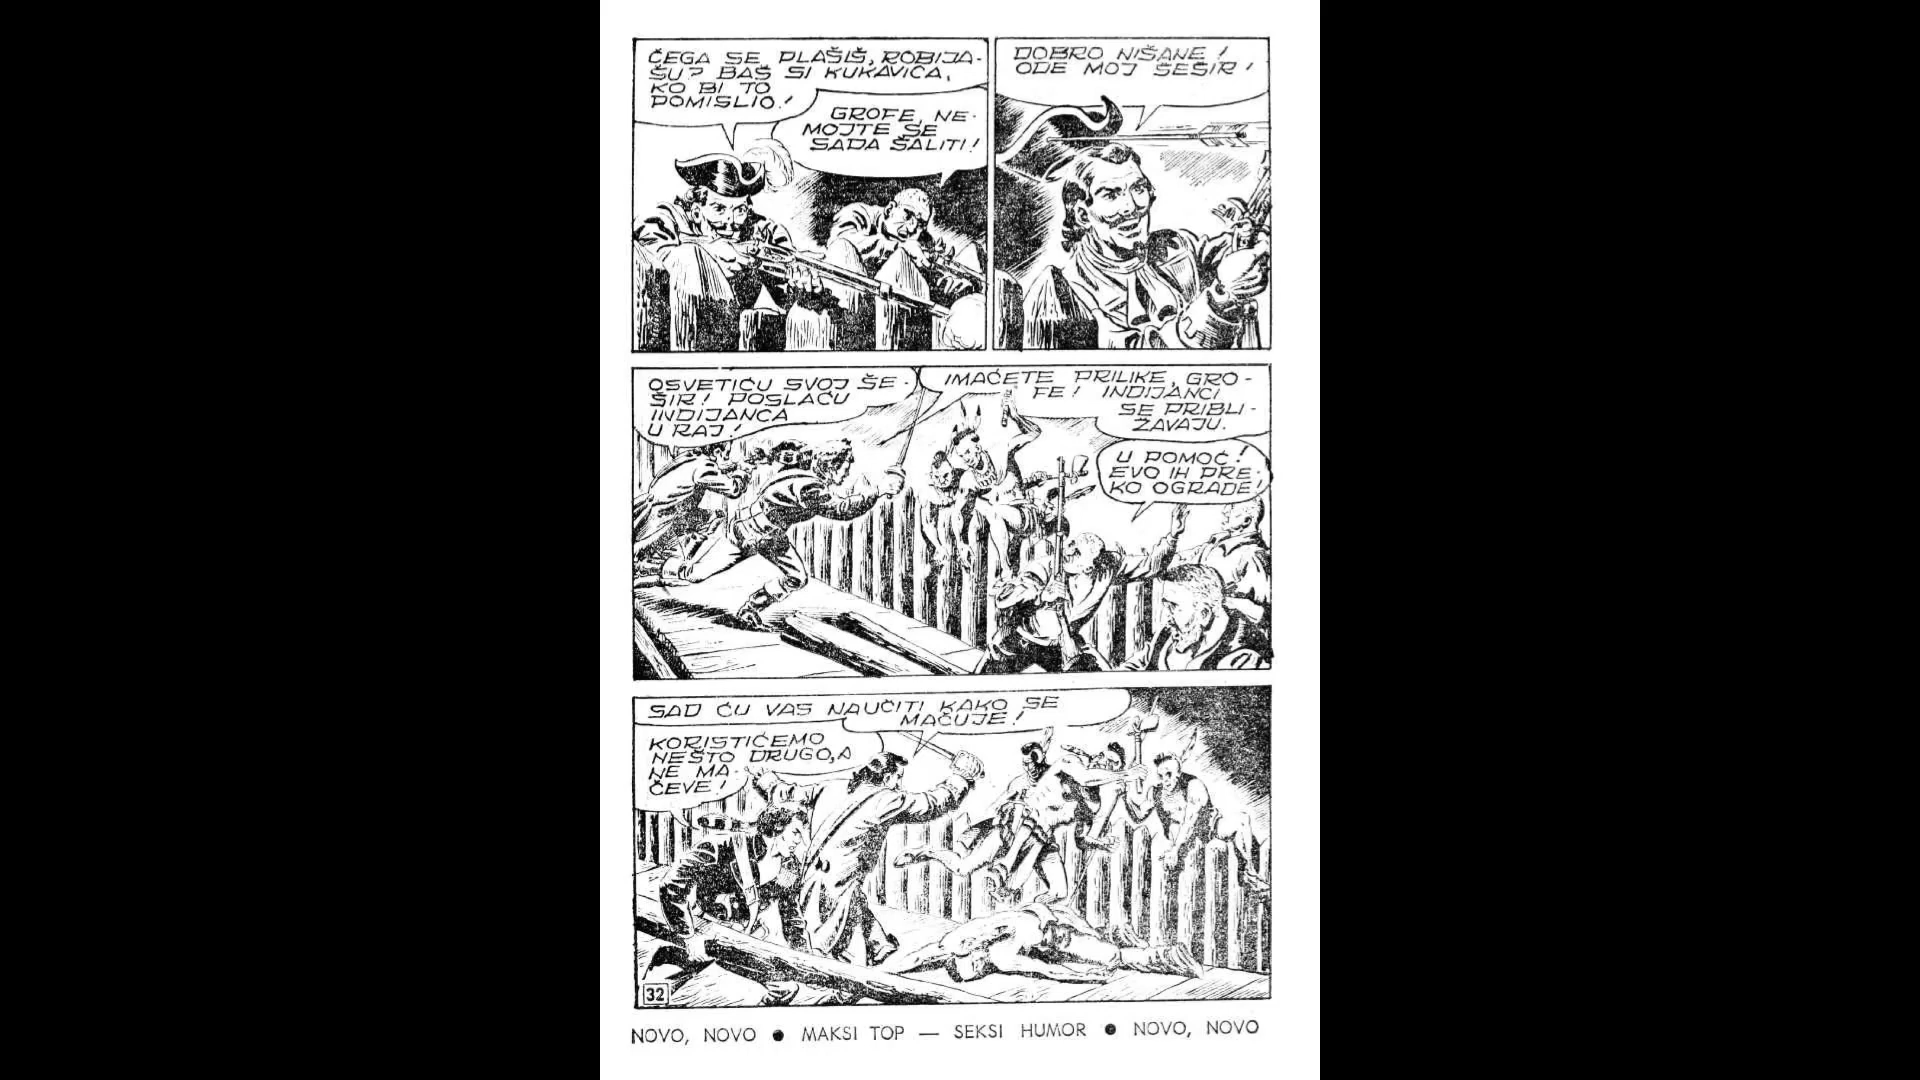 ČEGA SE PLAŠIŠ, ROBIJA-
ŠU? BAŠ SI KUKAVICA,
KO BI TO
POMISLIO!
GROFE, NE-
MOJTE SE
SADA ŠALITI!
DOBRO NIŠANE!
ODE MOJ ŠEŠIR!
OSVETIĆU SVOJ ŠE-
ŠIR! POSLAĆU
INDIJANCA
U RAJ!
IMAĆETE PRILIKE, GRO-
FE! INDIJANCI
SE PRIBLI-
ŽAVAJU.
U POMOĆ!
EVO IH PRE-
KO OGRADE!
SAD ĆU VAS NAUČITI KAKO SE
MAČUJE!
KORISTIĆEMO
NEŠTO DRUGO, A
NE MA-
ČEVE!
32
NOVO, NOVO ● MAKSI TOP — SEKSI HUMOR ● NOVO, NOVO